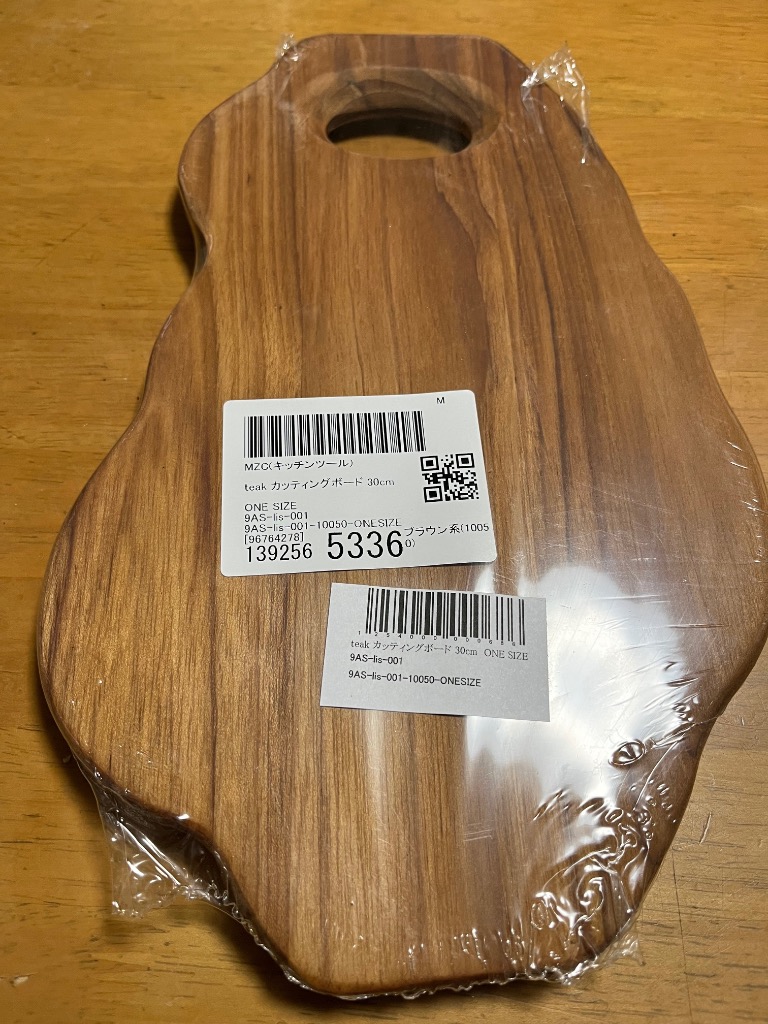 M
MZC(キッチンツール)
teak カッティングボード 30cm
ONE SIZE
9AS-lis-001
9AS-lis-001-10050-ONESIZE
[96764278]
ブラウン系(10050)
139256 5336
teak カッティングボード 30cm ONE SIZE
9AS-lis-001
9AS-lis-001-10050-ONESIZE